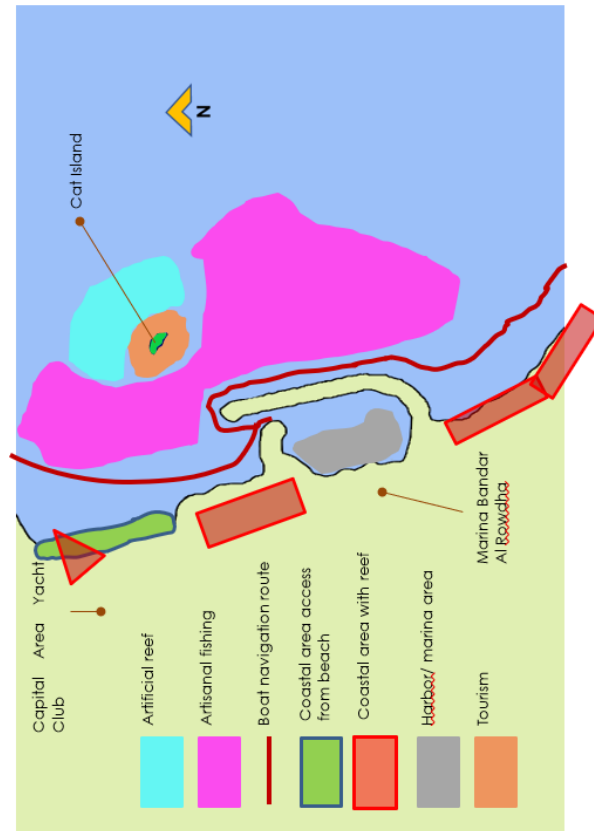 N
Cat Island
Capital Area Yacht
Club
Marina Bandar
Al Rowdha
Artificial reef
Artisanal fishing
Boat navigation route
Coastal area access
from beach
Coastal area with reef
Harbor/ marina area
Tourism